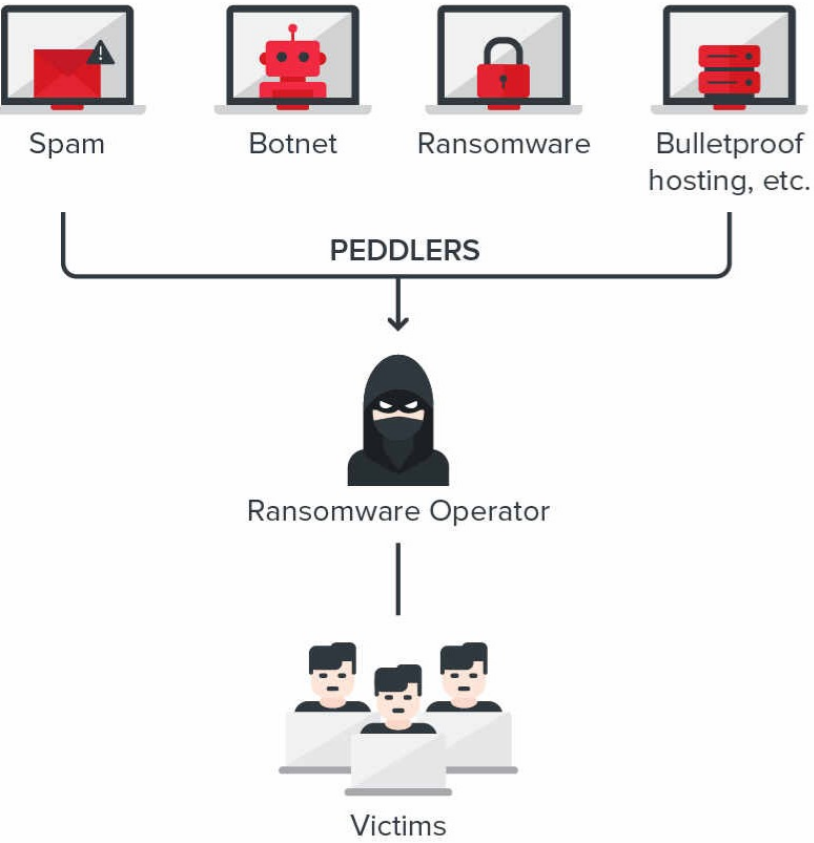 Spam
Botnet
Ransomware
Bulletproof
hosting, etc.
PEDDLERS
Ransomware Operator
Victims